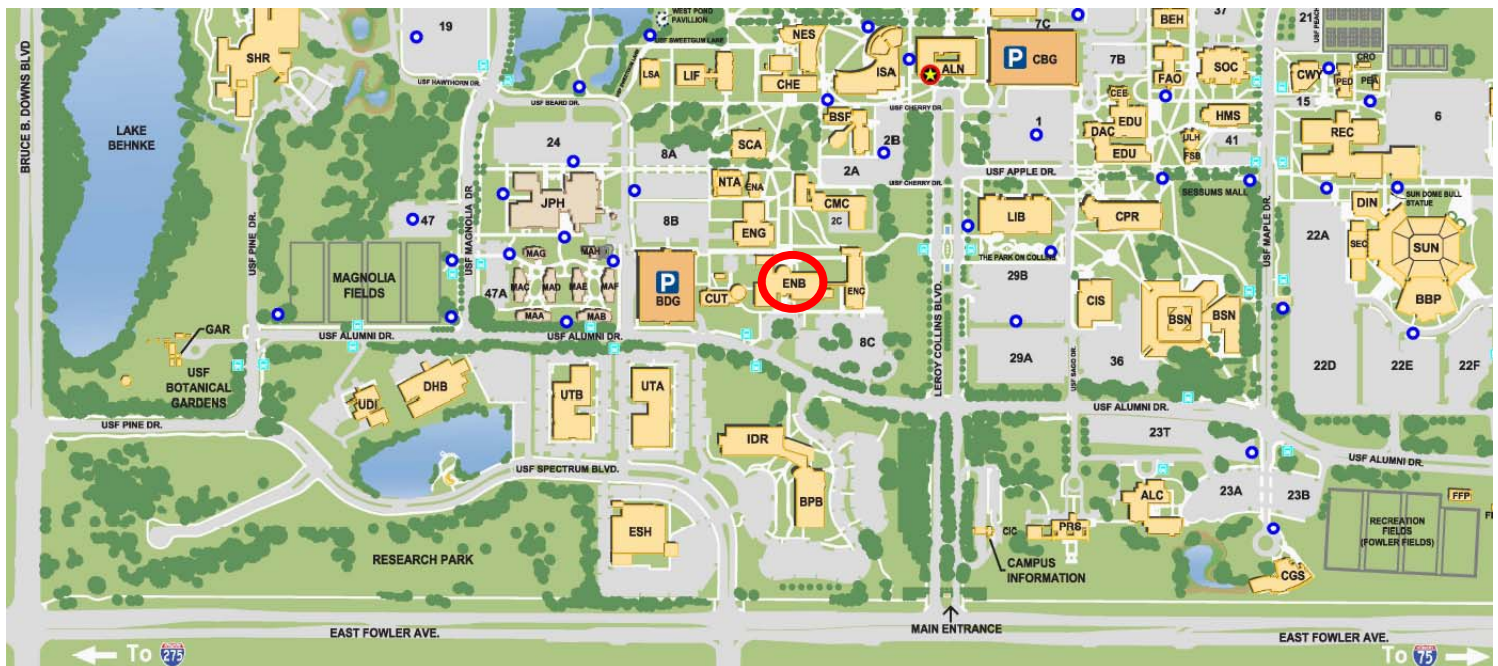 WEST POND
PAVILLION
19
7C
BEH
37
21
USF PEACH
NES
USF SWEETGUM LAKE
SHR
LSA
LIF
CHE
ISA
ALN
P
CBG
7B
FAO
SOC
CWY
PED
CRO
PEA
USF HAWTHORN DR.
USF BEARD DR.
USF CHERRY DR.
CEE
15
BRUCE B. DOWNS BLVD
LAKE
BEHNKE
BSF
2B
1
EDU
DAC
EDU
HMS
ULH
FSB
41
REC
6
24
8A
SCA
2A
USF CHERRY DR.
USF APPLE DR.
SESSUMS MALL
SUN DOME BULL
STATUE
NTA
ENA
CMC
2C
JPH
47
8B
ENG
LIB
CPR
DIN
22A
SEC
SUN
USF PINE DR.
USF MAGNOLIA DR
USF MAPLE DR.
MAGNOLIA
FIELDS
MAG
MAH
MAC
MAD
MAE
MAF
MAA
MAB
47A
P
BDG
CUT
ENB
ENC
THE PARK ON COLLINS
29B
CIS
BSN
BSN
BBP
GAR
USF ALUMNI DR.
USF ALUMNI DR.
8C
LEROY COLLINS BLVD.
29A
USF SAGO DR.
36
22D
22E
22F
USF
BOTANICAL
GARDENS
UDI
DHB
UTB
UTA
USF ALUMNI DR.
USF PINE DR.
IDR
23T
USF ALUMNI DR.
USF SPECTRUM BLVD.
BPB
ALC
23A
23B
FFP
ESH
CIC
PRS
RECREATION
FIELDS
(FOWLER FIELDS)
RESEARCH PARK
CAMPUS
INFORMATION
CGS
EAST FOWLER AVE.
MAIN ENTRANCE
EAST FOWLER AVE.
To 275
To 75